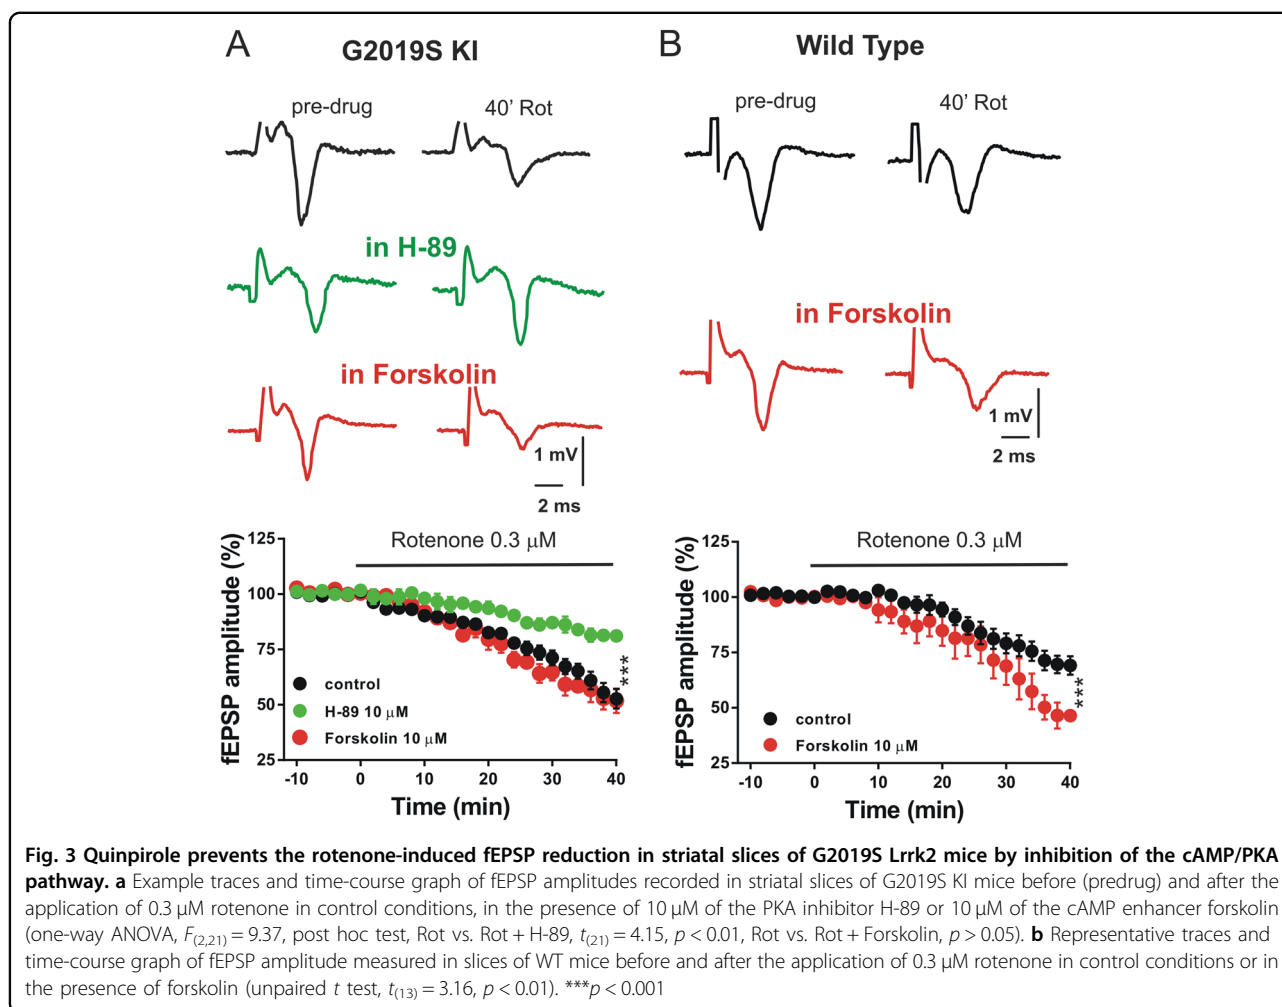 A
G2019S KI
pre-drug
40' Rot
in H-89
in Forskolin
1 mV
2 ms
B
Wild Type
pre-drug
40' Rot
in Forskolin
1 mV
2 ms
Rotenone 0.3 μM
fEPSP amplitude (%)
125
100
75
50
25
control
H-89 10 μM
Forskolin 10 μM
***
-10 0 10 20 30 40
Time (min)
Rotenone 0.3 μM
fEPSP amplitude (%)
125
100
75
50
25
control
Forskolin 10 μM
***
-10 0 10 20 30 40
Time (min)
Fig. 3 Quinpirole prevents the rotenone-induced fEPSP reduction in striatal slices of G2019S Lrrk2 mice by inhibition of the cAMP/PKA
pathway. a Example traces and time-course graph of fEPSP amplitudes recorded in striatal slices of G2019S KI mice before (predrug) and after the
application of 0.3 μM rotenone in control conditions, in the presence of 10 μM of the PKA inhibitor H-89 or 10 μM of the cAMP enhancer forskolin
(one-way ANOVA, F(2,21) = 9.37, post hoc test, Rot vs. Rot + H-89, t(21) = 4.15, p < 0.01, Rot vs. Rot + Forskolin, p > 0.05). b Representative traces and
time-course graph of fEPSP amplitude measured in slices of WT mice before and after the application of 0.3 μM rotenone in control conditions or in
the presence of forskolin (unpaired t test, t(13) = 3.16, p < 0.01). ***p < 0.001